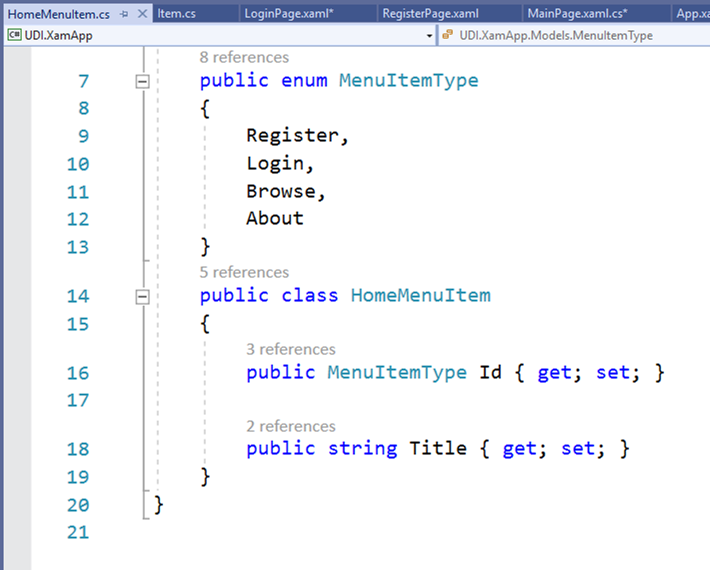 HomeMenuItem.cs Item.cs LoginPage.xaml* RegisterPage.xaml MainPage.xaml.cs* App.xa
C# UDI.XamApp UDI.XamApp.Models.MenuItemType
8 references
7 public enum MenuItemType
8 {
9 Register,
10 Login,
11 Browse,
12 About
13 }
5 references
14 public class HomeMenuItem
15 {
3 references
16 public MenuItemType Id { get; set; }
17
2 references
18 public string Title { get; set; }
19 }
20 }
21